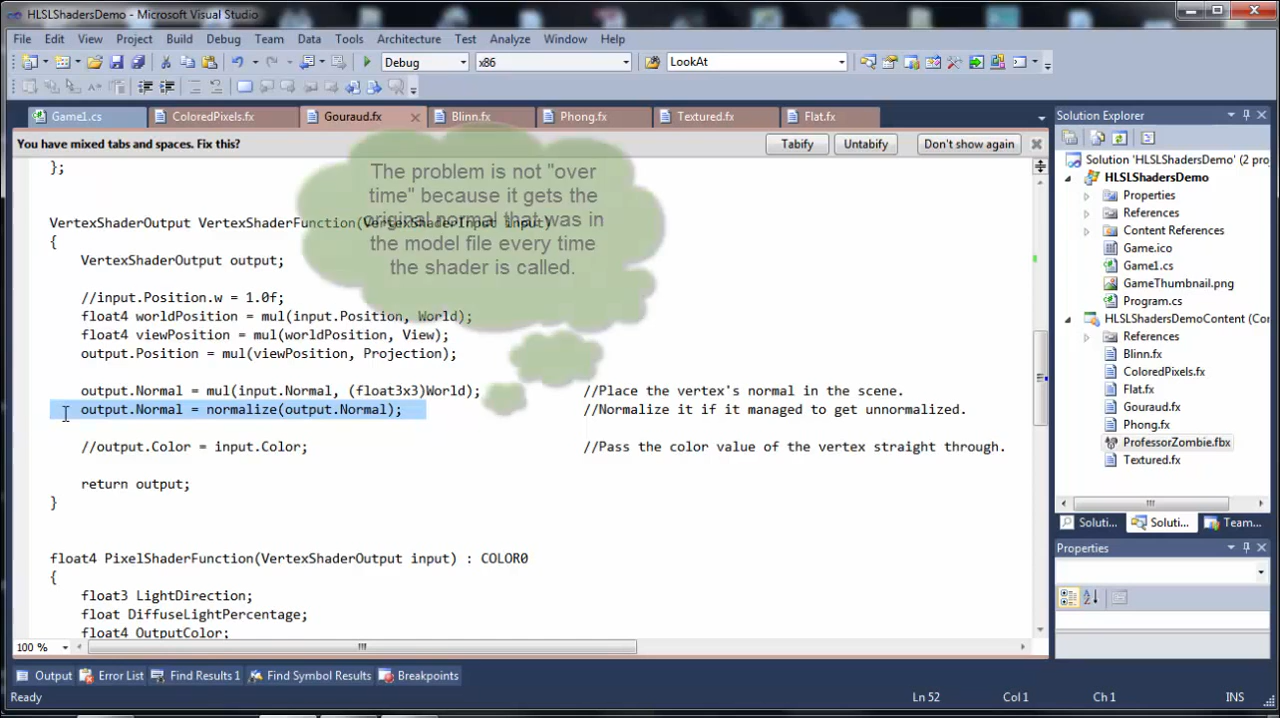 HLSLShadersDemo - Microsoft Visual Studio
File Edit View Project Build Debug Team Data Tools Architecture Test Analyze Window Help
Debug x86 LookAt
Game1.cs ColoredPixels.fx Gouraud.fx Blinn.fx Phong.fx Textured.fx Flat.fx
You have mixed tabs and spaces. Fix this? Tabify Untabify Don't show again
};
The problem is not "over
time" because it gets the
original normal that was in
the model file every time
the shader is called.
VertexShaderOutput VertexShaderFunction(VertexShaderInput input)
{
VertexShaderOutput output;
//input.Position.w = 1.0f;
float4 worldPosition = mul(input.Position, World);
float4 viewPosition = mul(worldPosition, View);
output.Position = mul(viewPosition, Projection);
output.Normal = mul(input.Normal, (float3x3)World); //Place the vertex's normal in the scene.
output.Normal = normalize(output.Normal); //Normalize it if it managed to get unnormalized.
//output.Color = input.Color; //Pass the color value of the vertex straight through.
return output;
}
float4 PixelShaderFunction(VertexShaderOutput input) : COLOR0
{
float3 LightDirection;
float DiffuseLightPercentage;
float4 OutputColor;
100 %
Solution Explorer
Solution 'HLSLShadersDemo' (2 proj
HLSLShadersDemo
Properties
References
Content References
Game.ico
Game1.cs
GameThumbnail.png
Program.cs
HLSLShadersDemoContent (Co
References
Blinn.fx
ColoredPixels.fx
Flat.fx
Gouraud.fx
Phong.fx
ProfessorZombie.fbx
Textured.fx
Soluti... Soluti... Team...
Properties
Output Error List Find Results 1 Find Symbol Results Breakpoints
Ready Ln 52 Col 1 Ch 1 INS